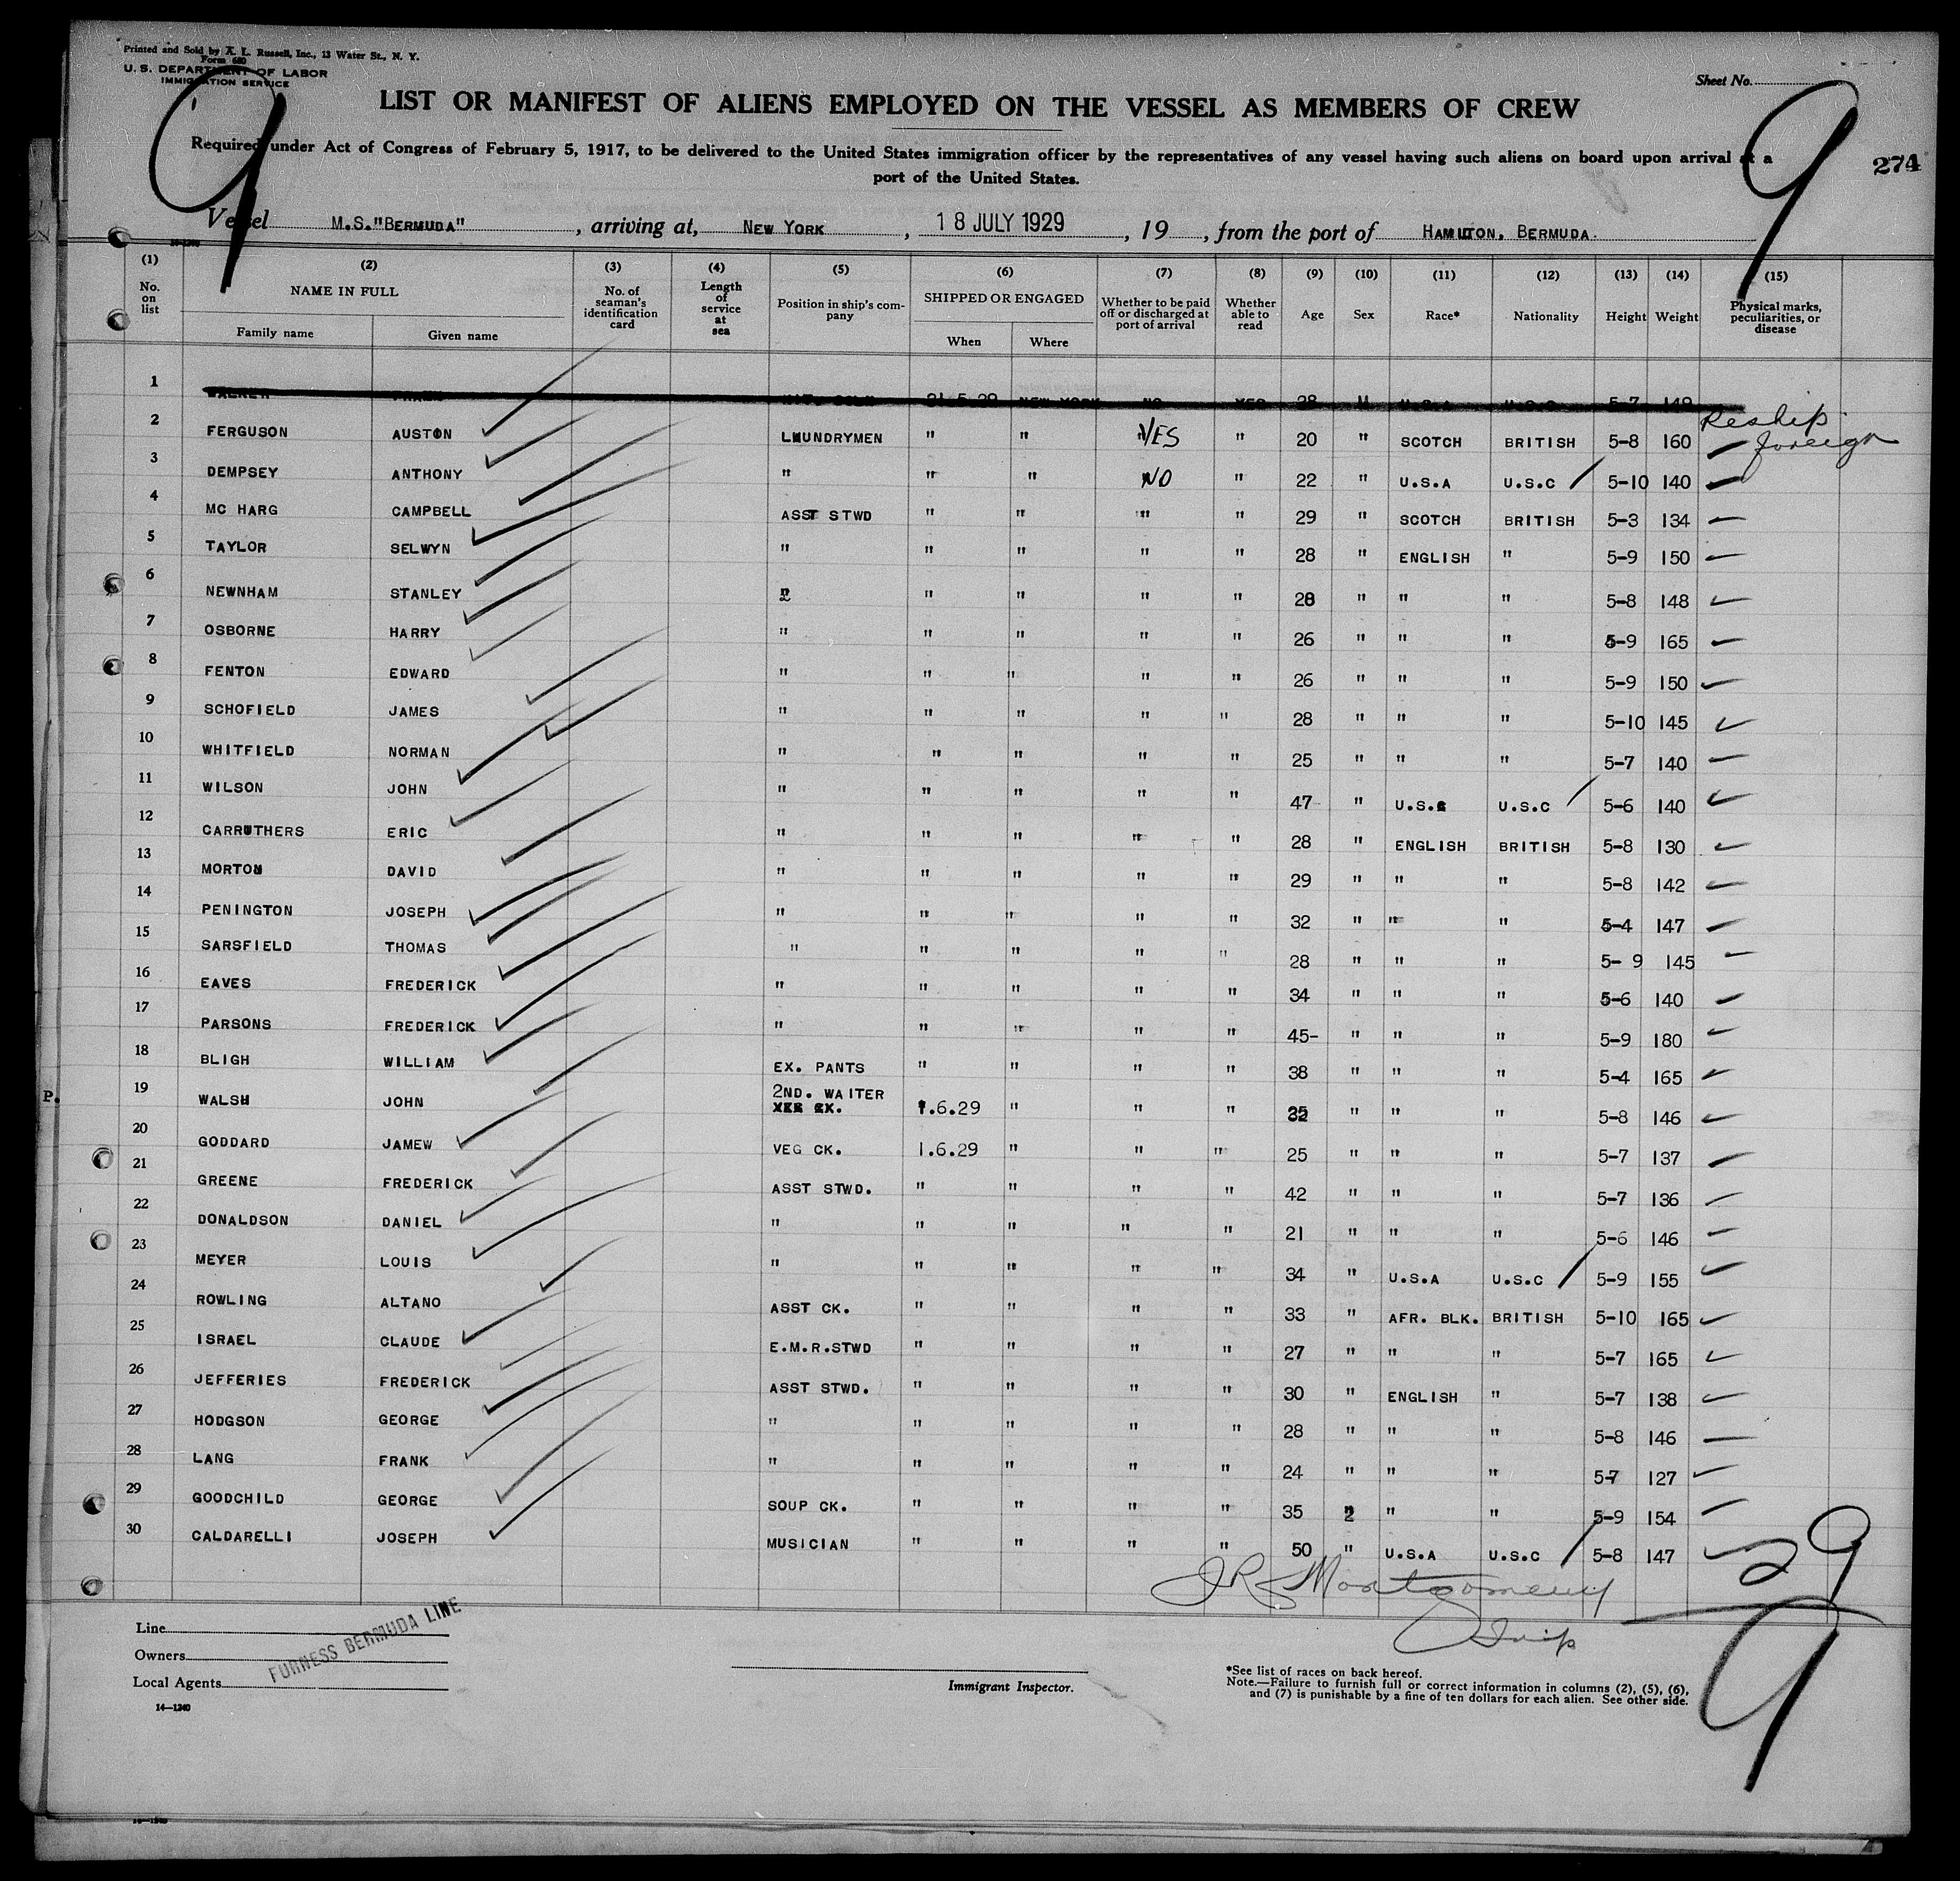 Printed and Sold by A. L. Russell, Inc., 13 Water St., N. Y.
Form 680
U. S. DEPARTMENT OF LABOR
IMMIGRATION SERVICE
Sheet No.
9 9
LIST OR MANIFEST OF ALIENS EMPLOYED ON THE VESSEL AS MEMBERS OF CREW
Required under Act of Congress of February 5, 1917, to be delivered to the United States immigration officer by the representatives of any vessel having such aliens on board upon arrival at a
port of the United States.
274
Vessel M.S."BERMUDA" , arriving at, NEW YORK , 18 JULY 1929 , 19 , from the port of HAMILTON, BERMUDA.
14-1240
(1) (2) (3) (4) (5) (6) (7) (8) (9) (10) (11) (12) (13) (14) (15)
No. on list NAME IN FULL Family name Given name No. of seaman's identification card Length of service at sea Position in ship's company SHIPPED OR ENGAGED When Where Whether to be paid off or discharged at port of arrival Whether able to read Age Sex Race* Nationality Height Weight Physical marks, peculiarities, or disease
1 31.5.29 NEW YORK NO YES 28 M U.S.A U.S.C 5-7 149
2 FERGUSON AUSTON LAUNDRYMEN " " YES " 20 " SCOTCH BRITISH 5-8 160 Reship foreign
3 DEMPSEY ANTHONY " " " NO " 22 " U.S.A U.S.C 5-10 140
4 MC HARG CAMPBELL ASST STWD " " " " 29 " SCOTCH BRITISH 5-3 134
5 TAYLOR SELWYN " " " " " 28 " ENGLISH " 5-9 150
6 NEWNHAM STANLEY " " " " " 28 " " " 5-8 148
7 OSBORNE HARRY " " " " " 26 " " " 5-9 165
8 FENTON EDWARD " " " " " 26 " " " 5-9 150
9 SCHOFIELD JAMES " " " " " 28 " " " 5-10 145
10 WHITFIELD NORMAN " " " " " 25 " " " 5-7 140
11 WILSON JOHN " " " " " 47 " U.S.C U.S.C 5-6 140
12 CARRUTHERS ERIC " " " " " 28 " ENGLISH BRITISH 5-8 130
13 MORTON DAVID " " " " " 29 " " " 5-8 142
14 PENINGTON JOSEPH " " " " " 32 " " " 5-4 147
15 SARSFIELD THOMAS " " " " " 28 " " " 5- 9 145
16 EAVES FREDERICK " " " " " 34 " " " 5-6 140
17 PARSONS FREDERICK " " " " " 45- " " " 5-9 180
18 BLIGH WILLIAM EX. PANTS " " " " 38 " " " 5-4 165
19 WALSH JOHN 2ND. WAITER 1.6.29 " " " " " " 5-8 146
20 GODDARD JAMEW VEG CK. 1.6.29 " " " 25 " " " 5-7 137
21 GREENE FREDERICK ASST STWD. " " " " 42 " " " 5-7 136
22 DONALDSON DANIEL " " " " " 21 " " " 5-6 146
23 MEYER LOUIS " " " " " 34 " U.S.A U.S.C 5-9 155
24 ROWLING ALTANO ASST CK. " " " " 33 " AFR. BLK. BRITISH 5-10 165
25 ISRAEL CLAUDE E.M.R.STWD " " " " 27 " " " 5-7 165
26 JEFFERIES FREDERICK ASST STWD. " " " " 30 " ENGLISH " 5-7 138
27 HODGSON GEORGE " " " " " 28 " " " 5-8 146
28 LANG FRANK " " " " " 24 " " " 5-7 127
29 GOODCHILD GEORGE SOUP CK. " " " " 35 " " " 5-9 154
30 CALDARELLI JOSEPH MUSICIAN " " " " 50 " U.S.A U.S.C 5-8 147
P.
29
J R Montgomery
Insp
9
Line
Owners
Local Agents
FURNESS BERMUDA LINE
14-1240
Immigrant Inspector.
*See list of races on back hereof.
Note.—Failure to furnish full or correct information in columns (2), (5), (6),
and (7) is punishable by a fine of ten dollars for each alien. See other side.
14-1240